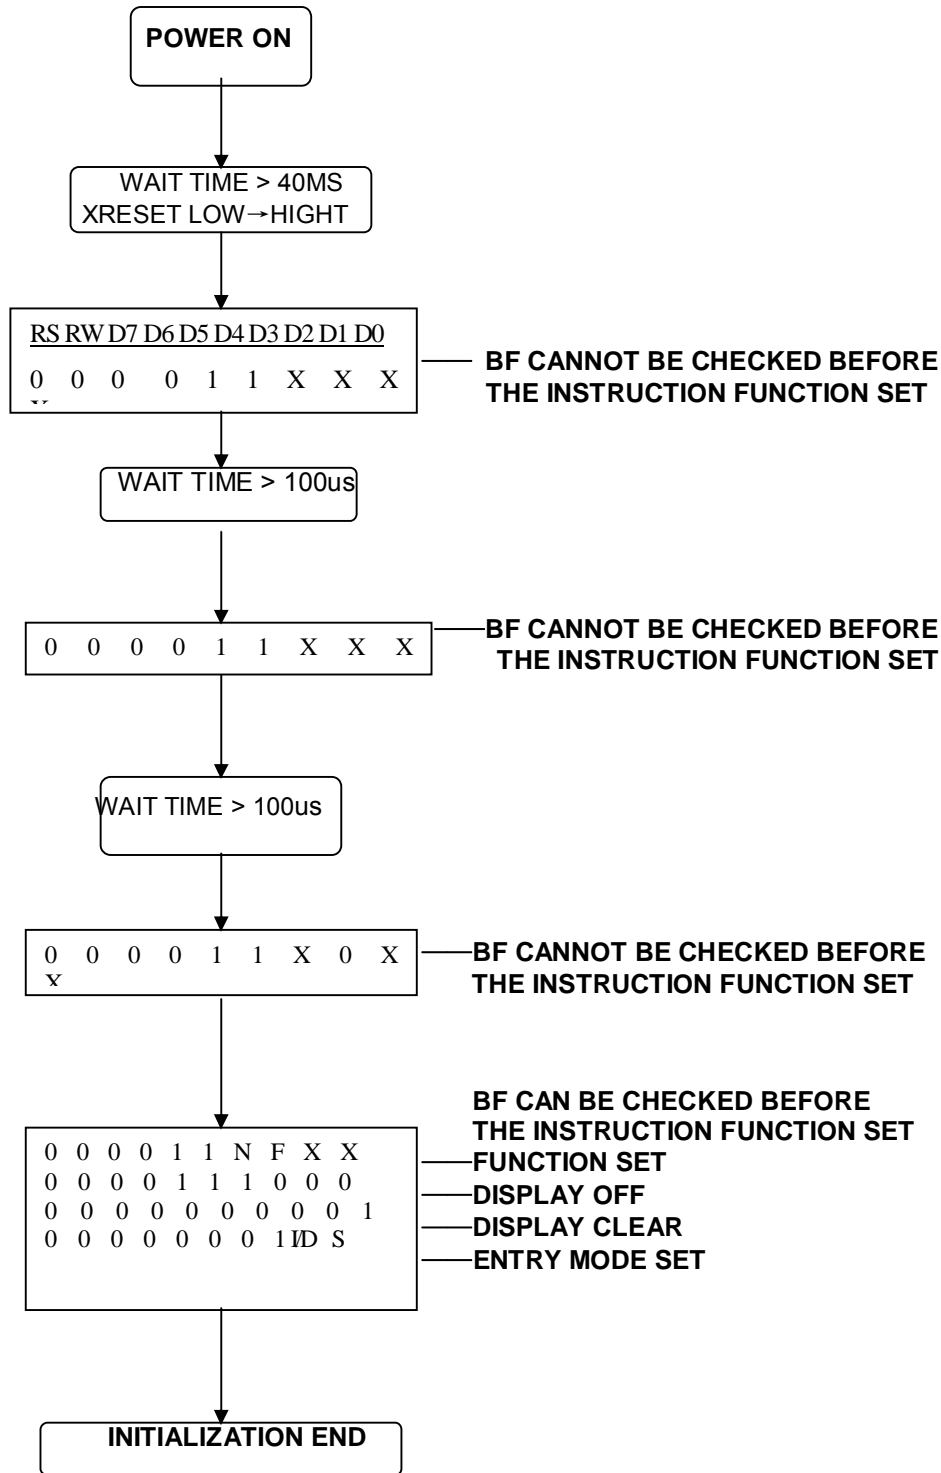 POWER ON
WAIT TIME > 40MS
XRESET LOW→HIGHT
RS RW D7 D6 D5 D4 D3 D2 D1 D0
0 0 0 0 1 1 X X X
X
BF CANNOT BE CHECKED BEFORE
THE INSTRUCTION FUNCTION SET
WAIT TIME > 100us
0 0 0 0 1 1 X X X
BF CANNOT BE CHECKED BEFORE
THE INSTRUCTION FUNCTION SET
WAIT TIME > 100us
0 0 0 0 1 1 X 0 X
X
BF CANNOT BE CHECKED BEFORE
THE INSTRUCTION FUNCTION SET
BF CAN BE CHECKED BEFORE
THE INSTRUCTION FUNCTION SET
0 0 0 0 1 1 N F X X
FUNCTION SET
0 0 0 0 1 1 1 0 0 0
DISPLAY OFF
0 0 0 0 0 0 0 0 0 1
DISPLAY CLEAR
0 0 0 0 0 0 0 1 I/D S
ENTRY MODE SET
INITIALIZATION END